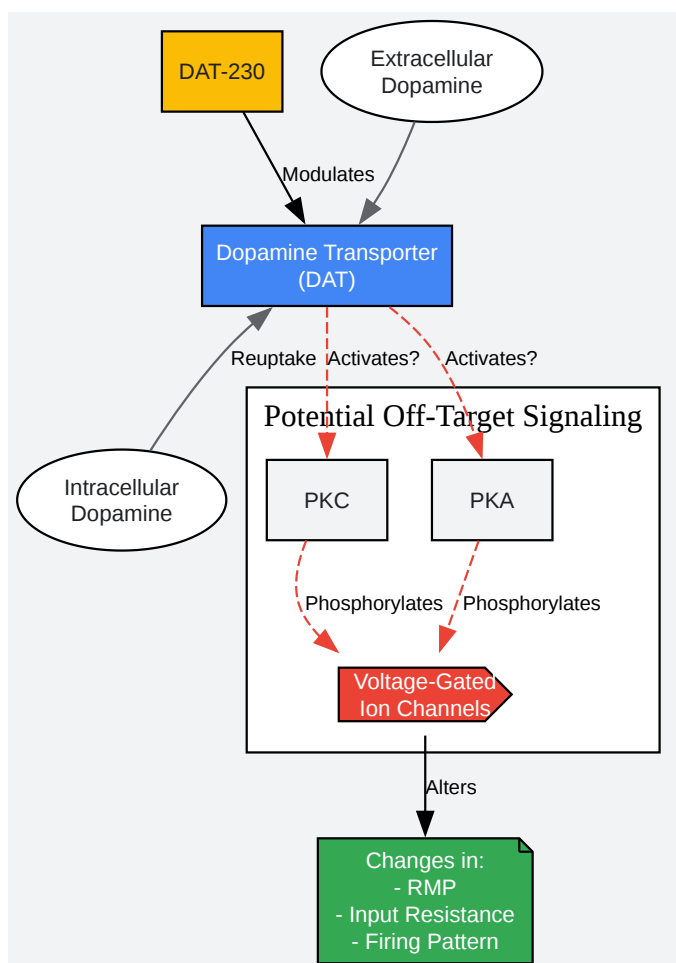 DAT-230
Extracellular
Dopamine
Modulates
Dopamine Transporter
(DAT)
Reuptake
Activates?
Activates?
Potential Off-Target Signaling
Intracellular
Dopamine
PKC
PKA
Phosphorylates
Phosphorylates
Voltage-Gated
Ion Channels
Alters
Changes in:
- RMP
- Input Resistance
- Firing Pattern